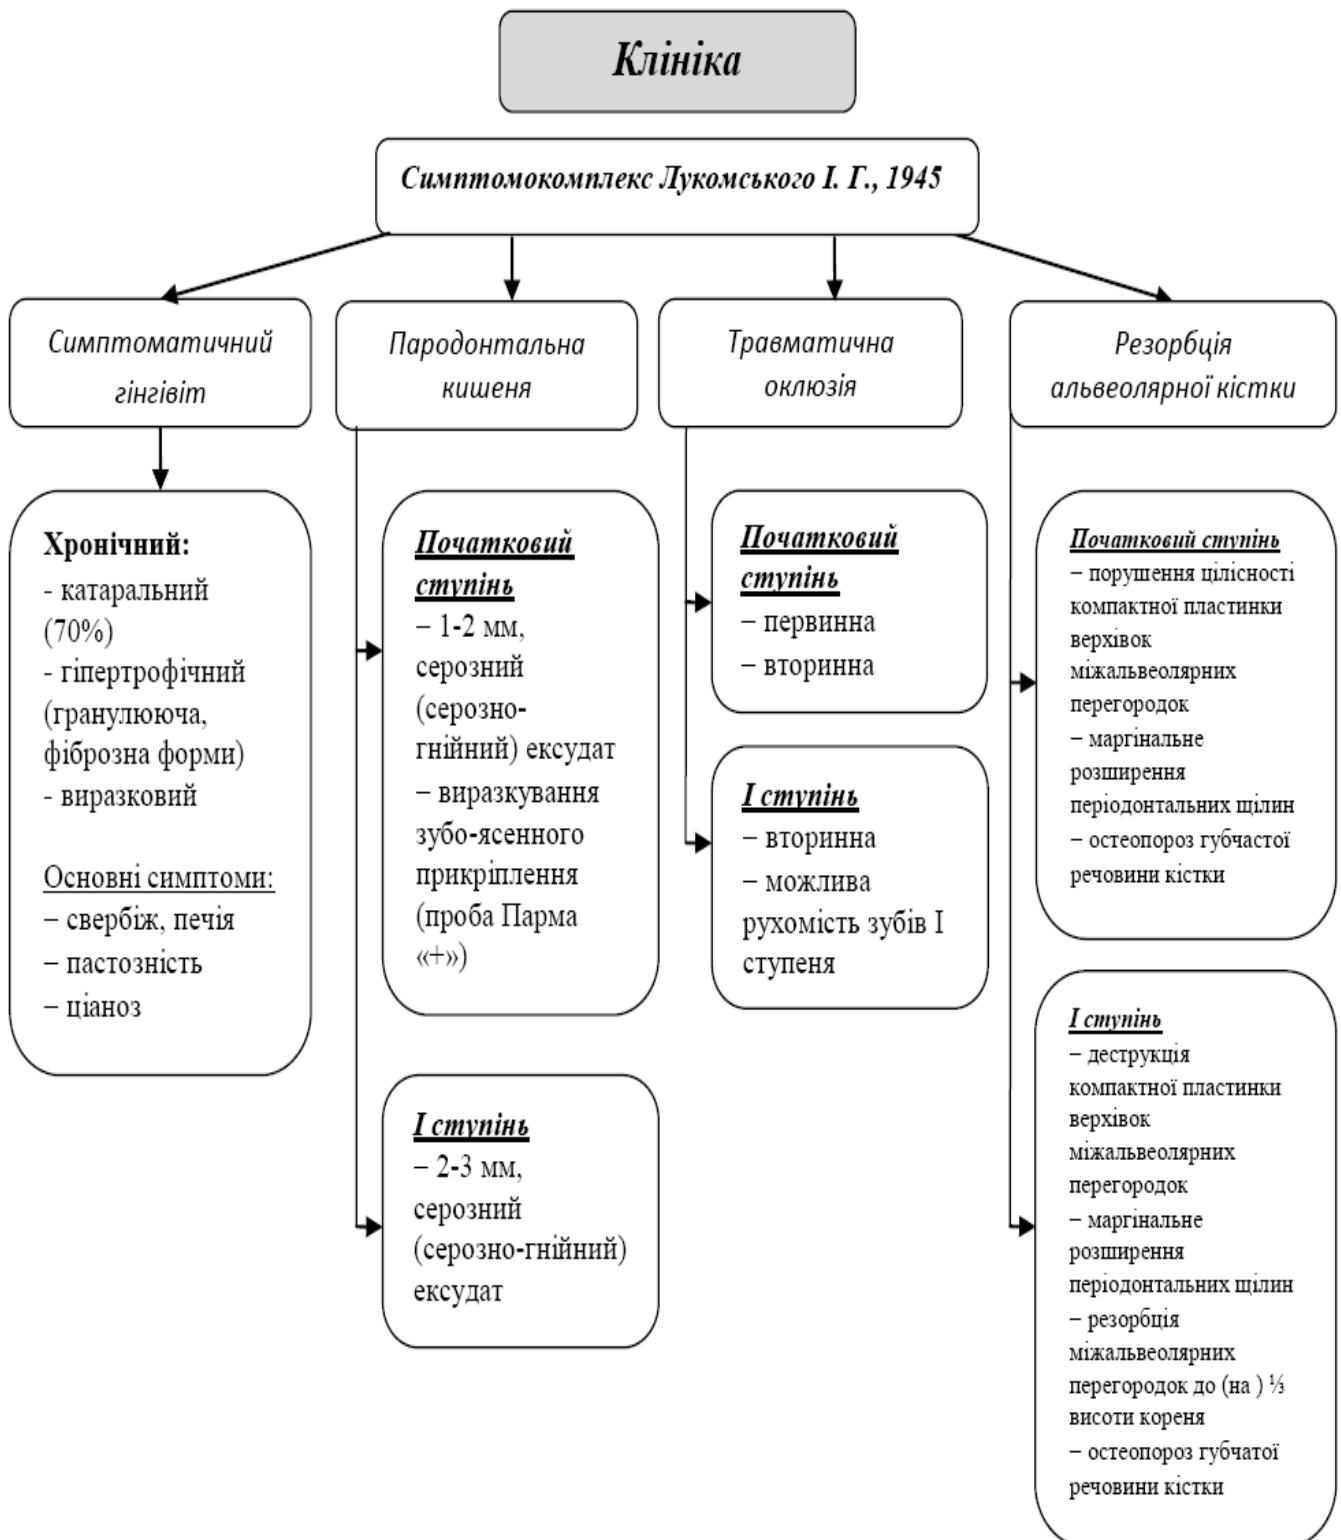 Клініка
Симптомокомплекс Лукомського І. Г., 1945
Симптоматичний
гінгівіт
Пародонтальна
кишеня
Травматична
оклюзія
Резорбція
альвеолярної кістки
Хронічний:
- катаральний
(70%)
- гіпертрофічний
(гранулююча,
фіброзна форми)
- виразковий
Основні симптоми:
– свербіж, печія
– пастозність
– ціаноз
Початковий
ступінь
– 1-2 мм,
серозний
(серозно-
гнійний) ексудат
– виразкування
зубо-ясенного
прикріплення
(проба Парма
«+»)
І ступінь
– 2-3 мм,
серозний
(серозно-гнійний)
ексудат
Початковий
ступінь
– первинна
– вторинна
І ступінь
– вторинна
– можлива
рухомість зубів І
ступеня
Початковий ступінь
– порушення цілісності
компактної пластинки
верхівок
міжальвеолярних
перегородок
– маргінальне
розширення
періодонтальних щілин
– остеопороз губчастої
речовини кістки
І ступінь
– деструкція
компактної пластинки
верхівок
міжальвеолярних
перегородок
– маргінальне
розширення
періодонтальних щілин
– резорбція
міжальвеолярних
перегородок до (на ) ⅓
висоти кореня
– остеопороз губчатої
речовини кістки